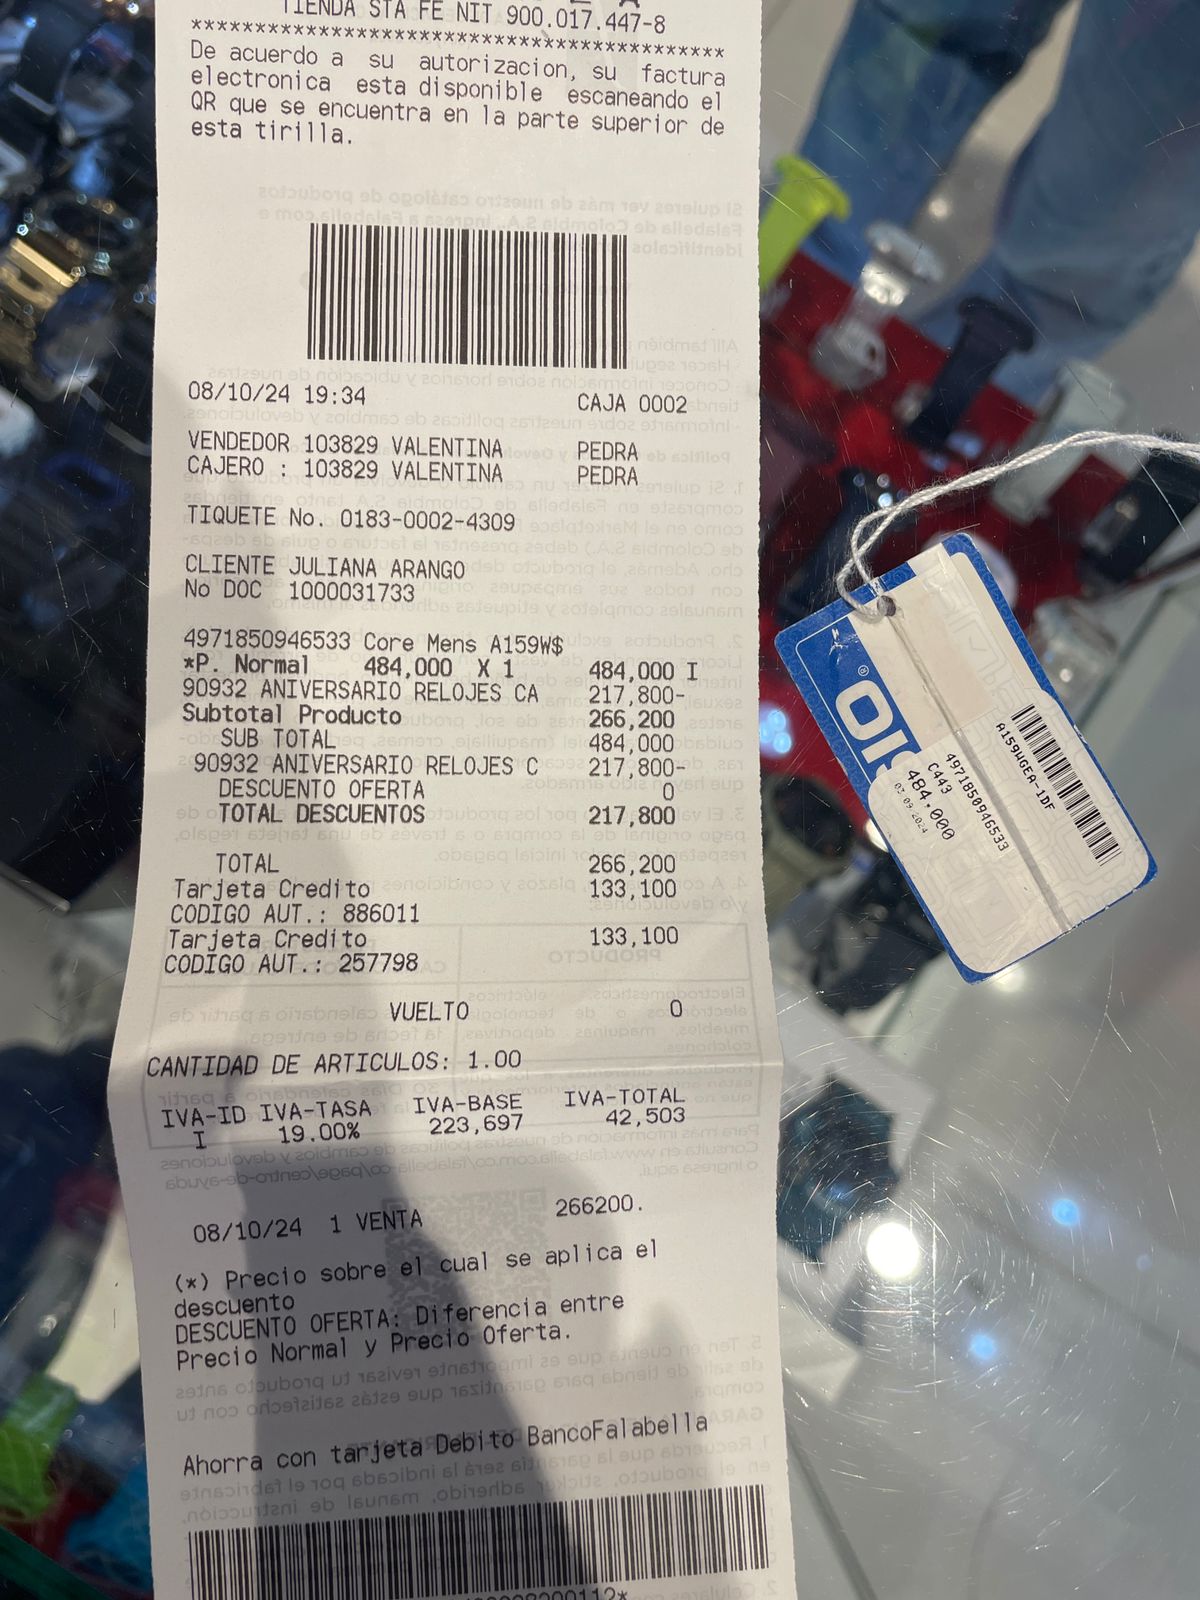 TIENDA STA FE NIT 900.017.447-8
********************************************
De acuerdo a su autorizacion, su factura
electronica esta disponible escaneando el
QR que se encuentra en la parte superior de
esta tirilla.
08/10/24 19:34 CAJA 0002
VENDEDOR 103829 VALENTINA PEDRA
CAJERO : 103829 VALENTINA PEDRA
TIQUETE No. 0183-0002-4309
CLIENTE JULIANA ARANGO
No DOC 1000031733
4971850946533 Core Mens A159W$
*P. Normal 484,000 X 1 484,000 I
90932 ANIVERSARIO RELOJES CA 217,800-
Subtotal Producto 266,200
SUB TOTAL 484,000
90932 ANIVERSARIO RELOJES C 217,800-
DESCUENTO OFERTA 0
TOTAL DESCUENTOS 217,800
TOTAL 266,200
Tarjeta Credito 133,100
CODIGO AUT.: 886011
Tarjeta Credito 133,100
CODIGO AUT.: 257798
VUELTO 0
CANTIDAD DE ARTICULOS: 1.00
IVA-ID IVA-TASA IVA-BASE IVA-TOTAL
I 19.00% 223,697 42,503
08/10/24 1 VENTA 266200.
(*) Precio sobre el cual se aplica el
descuento
DESCUENTO OFERTA: Diferencia entre
Precio Normal y Precio Oferta.
Ahorra con tarjeta Debito BancoFalabella
A159WGEA-1DF
4971850946533
C443
484.000
03.09.2024